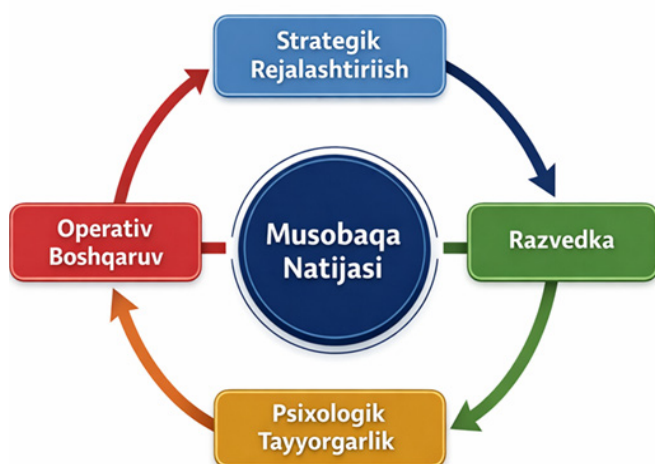 Strategik
Rejalashtiriish
Operativ
Boshqaruv
Musobaqa
Natijasi
Razvedka
Psixologik
Tayyorgarlik